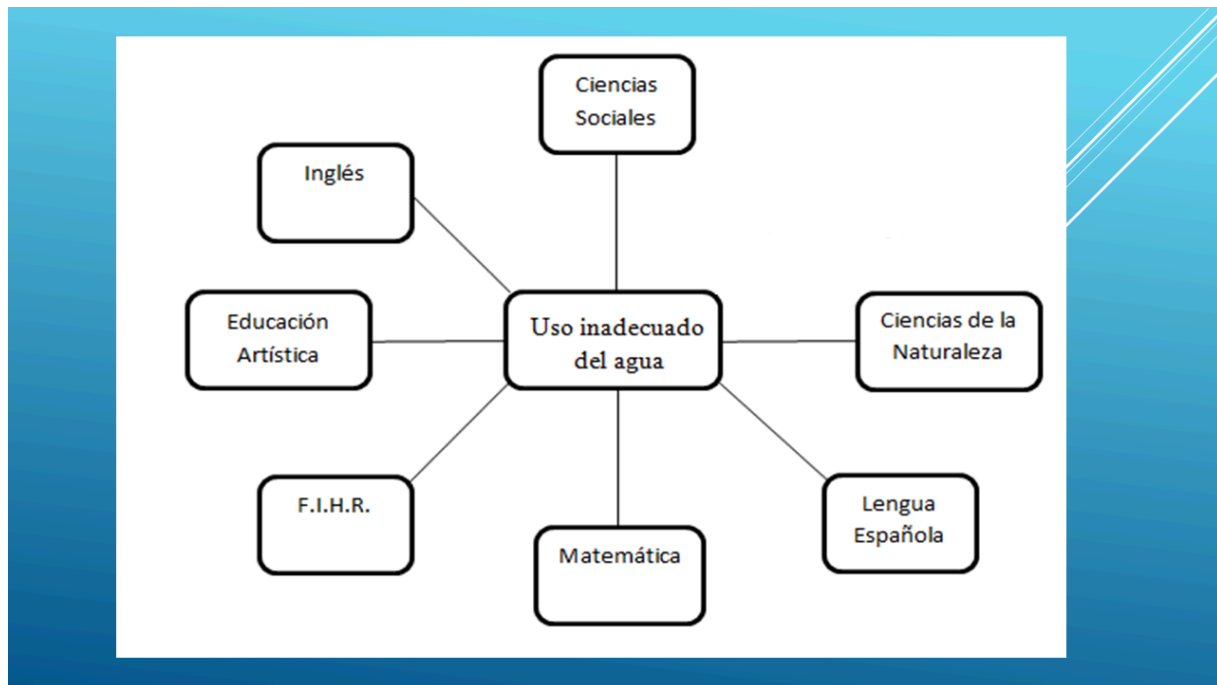 Ciencias
Sociales
Inglés
Educación
Artística
Uso inadecuado
del agua
Ciencias de la
Naturaleza
F.I.H.R.
Matemática
Lengua
Española